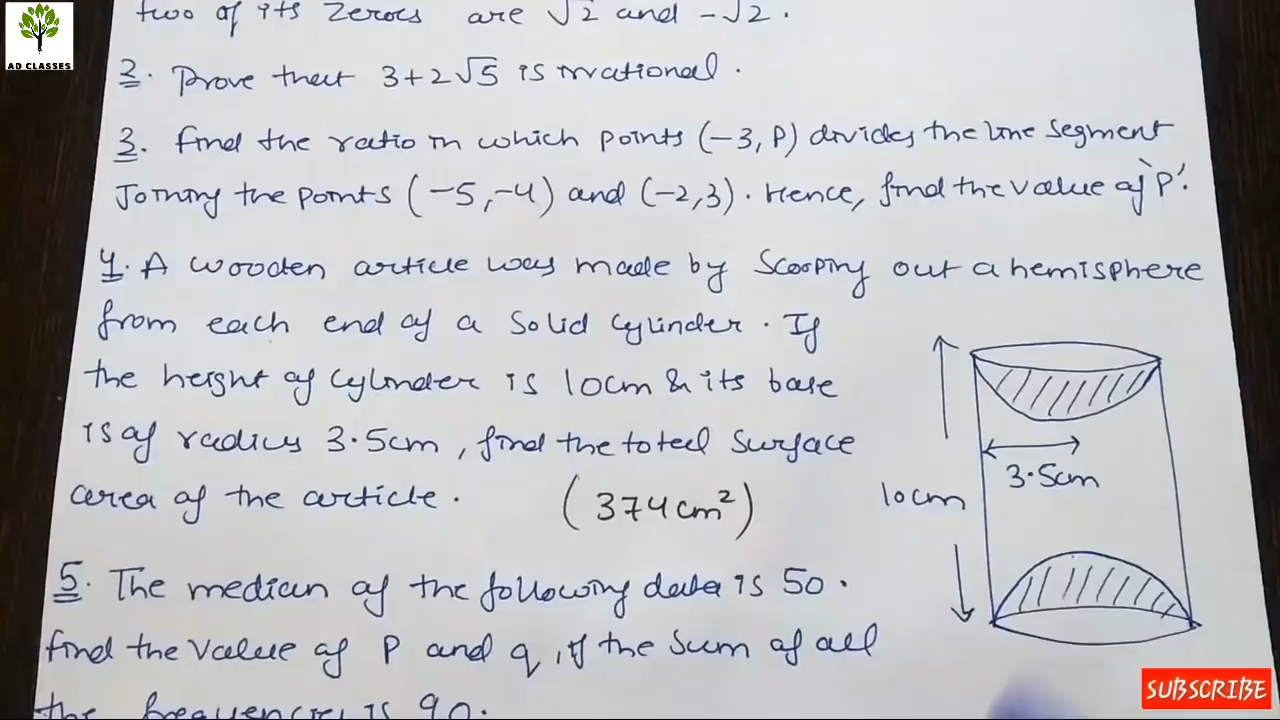 two of its zeroes are √2 and -√2.
AD CLASSES
2. Prove that 3+2√5 is irrational.
3. Find the ratio in which points (-3, P) divides the line segment
Joining the points (-5,-4) and (-2,3). Hence, find the value of 'P'.
4. A wooden article was made by Scooping out a hemisphere
from each end of a Solid cylinder. If
the height of cylinder is 10cm & its base
is of radius 3.5cm, find the total surface
area of the article. (374cm²)
3.5cm
10cm
5. The median of the following data is 50.
find the value of P and q, if the sum of all
the frequencies is 90.
SUBSCRIBE